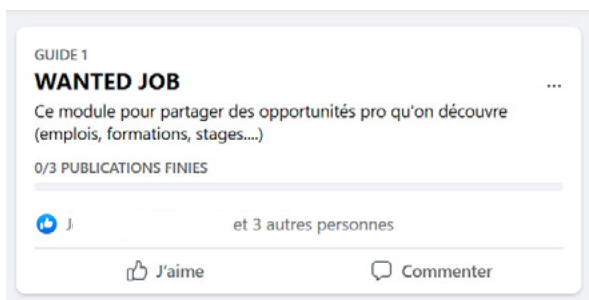 GUIDE 1
WANTED JOB
...
Ce module pour partager des opportunités pro qu'on découvre
(emplois, formations, stages....)
0/3 PUBLICATIONS FINIES
et 3 autres personnes
J'aime Commenter